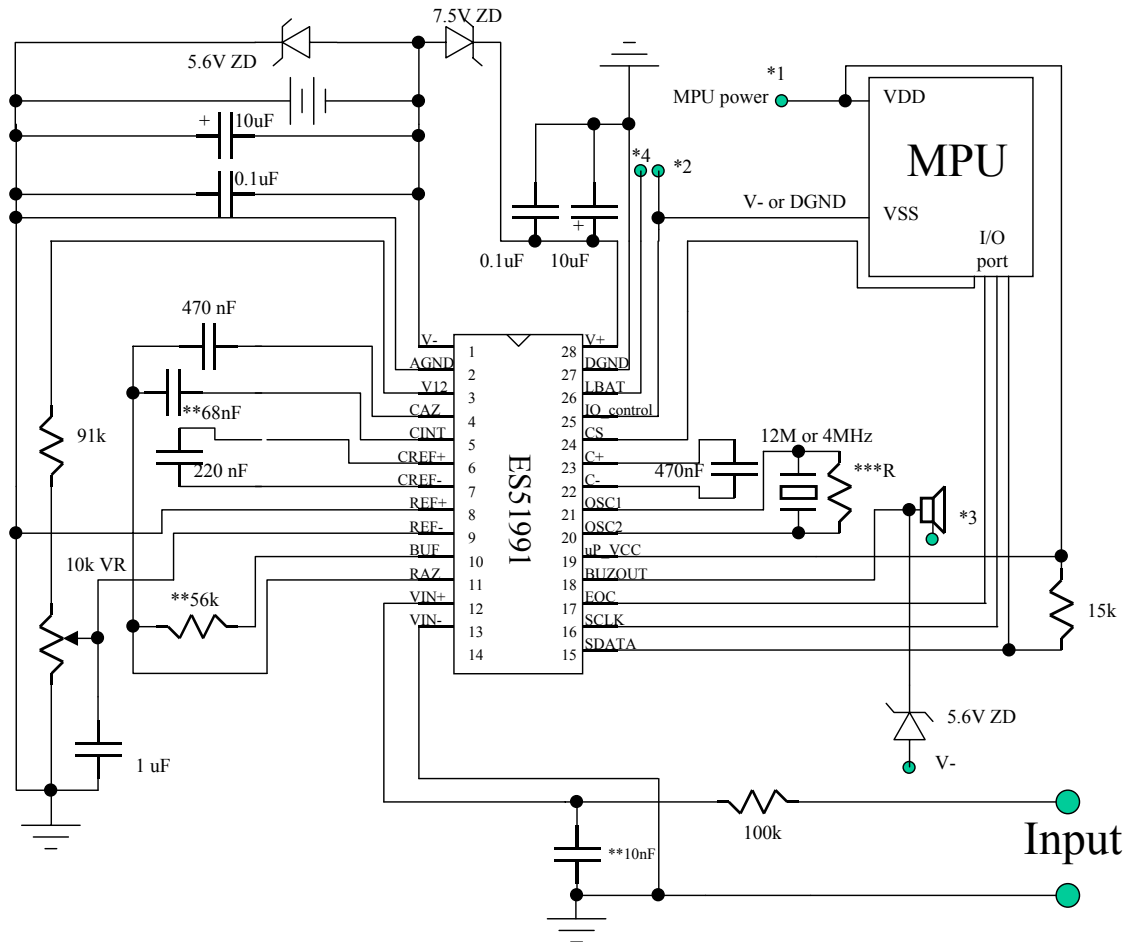 7.5V ZD
5.6V ZD
+ 10uF
0.1uF
*1
MPU power
VDD
MPU
*4
*2
V- or DGND
VSS
I/O
port
+
0.1uF
10uF
470 nF
**68nF
220 nF
91k
10k VR
**56k
1 uF
V-
AGND
V12
CAZ
CINT
CREF+
CREF-
REF+
REF-
BUF
RAZ
VIN+
VIN-
1
2
3
4
5
6
7
8
9
10
11
12
13
14
ES51991
28
27
26
25
24
23
22
21
20
19
18
17
16
15
V+
DGND
LBAT
IO_control
CS
C+
C-
OSC1
OSC2
uP_VCC
BUZOUT
EOC
SCLK
SDATA
470nF
12M or 4MHz
***R
*3
15k
5.6V ZD
V-
100k
Input
**10nF